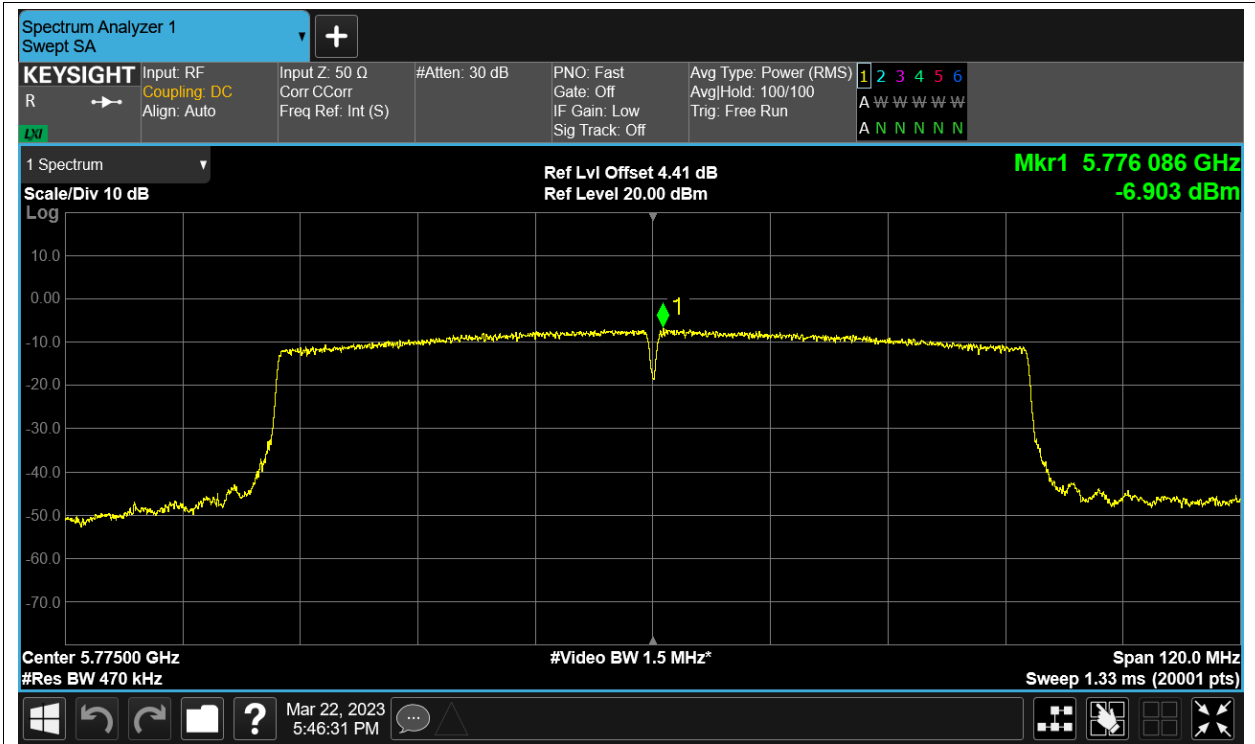 Spectrum Analyzer 1
Swept SA
KEYSIGHT
R
LXI
Input: RF
Coupling: DC
Align: Auto
Input Z: 50 Ω
Corr CCorr
Freq Ref: Int (S)
#Atten: 30 dB
PNO: Fast
Gate: Off
IF Gain: Low
Sig Track: Off
Avg Type: Power (RMS)
Avg|Hold: 100/100
Trig: Free Run
1 2 3 4 5 6
A W W W W W
A N N N N N
1 Spectrum
Scale/Div 10 dB
Log
Ref Lvl Offset 4.41 dB
Ref Level 20.00 dBm
Mkr1 5.776 086 GHz
-6.903 dBm
10.0
0.00
-10.0
-20.0
-30.0
-40.0
-50.0
-60.0
-70.0
1
Center 5.77500 GHz
#Res BW 470 kHz
#Video BW 1.5 MHz*
Span 120.0 MHz
Sweep 1.33 ms (20001 pts)
?
Mar 22, 2023
5:46:31 PM